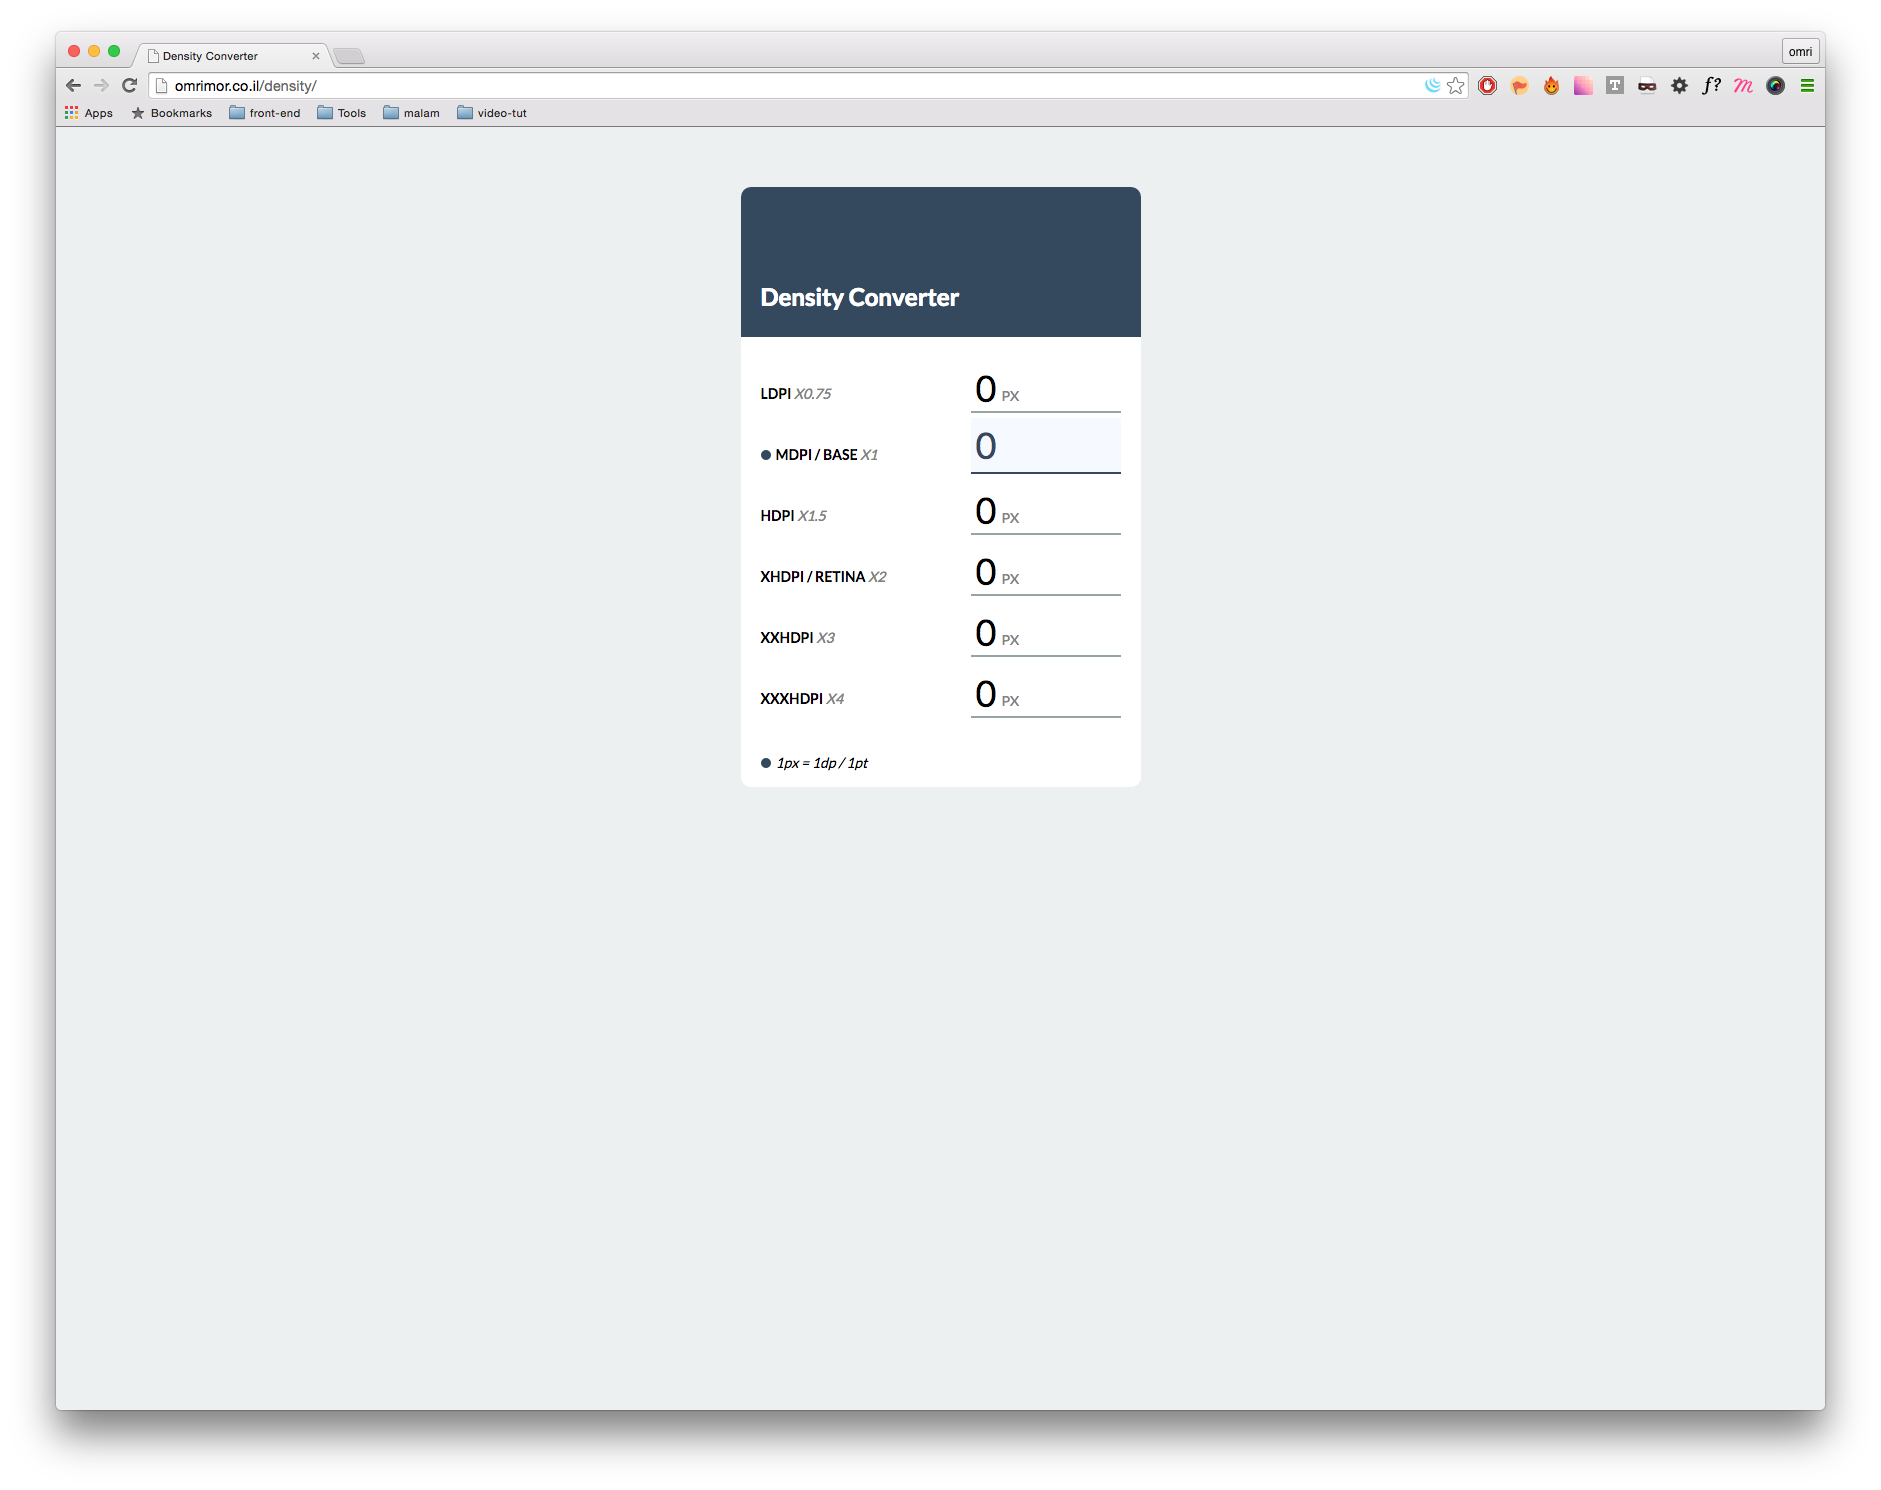 Density Converter
omri
omrimor.co.il/density/
T f? m
Apps Bookmarks front-end Tools malam video-tut
Density Converter
LDPI X0.75 0 PX
MDPI / BASE X1 0
HDPI X1.5 0 PX
XHDPI / RETINA X2 0 PX
XXHDPI X3 0 PX
XXXHDPI X4 0 PX
1px = 1dp / 1pt